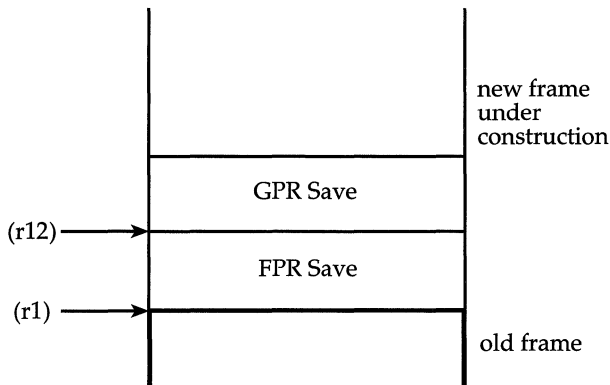 new frame
under
construction
GPR Save
(r12)
FPR Save
(r1)
old frame